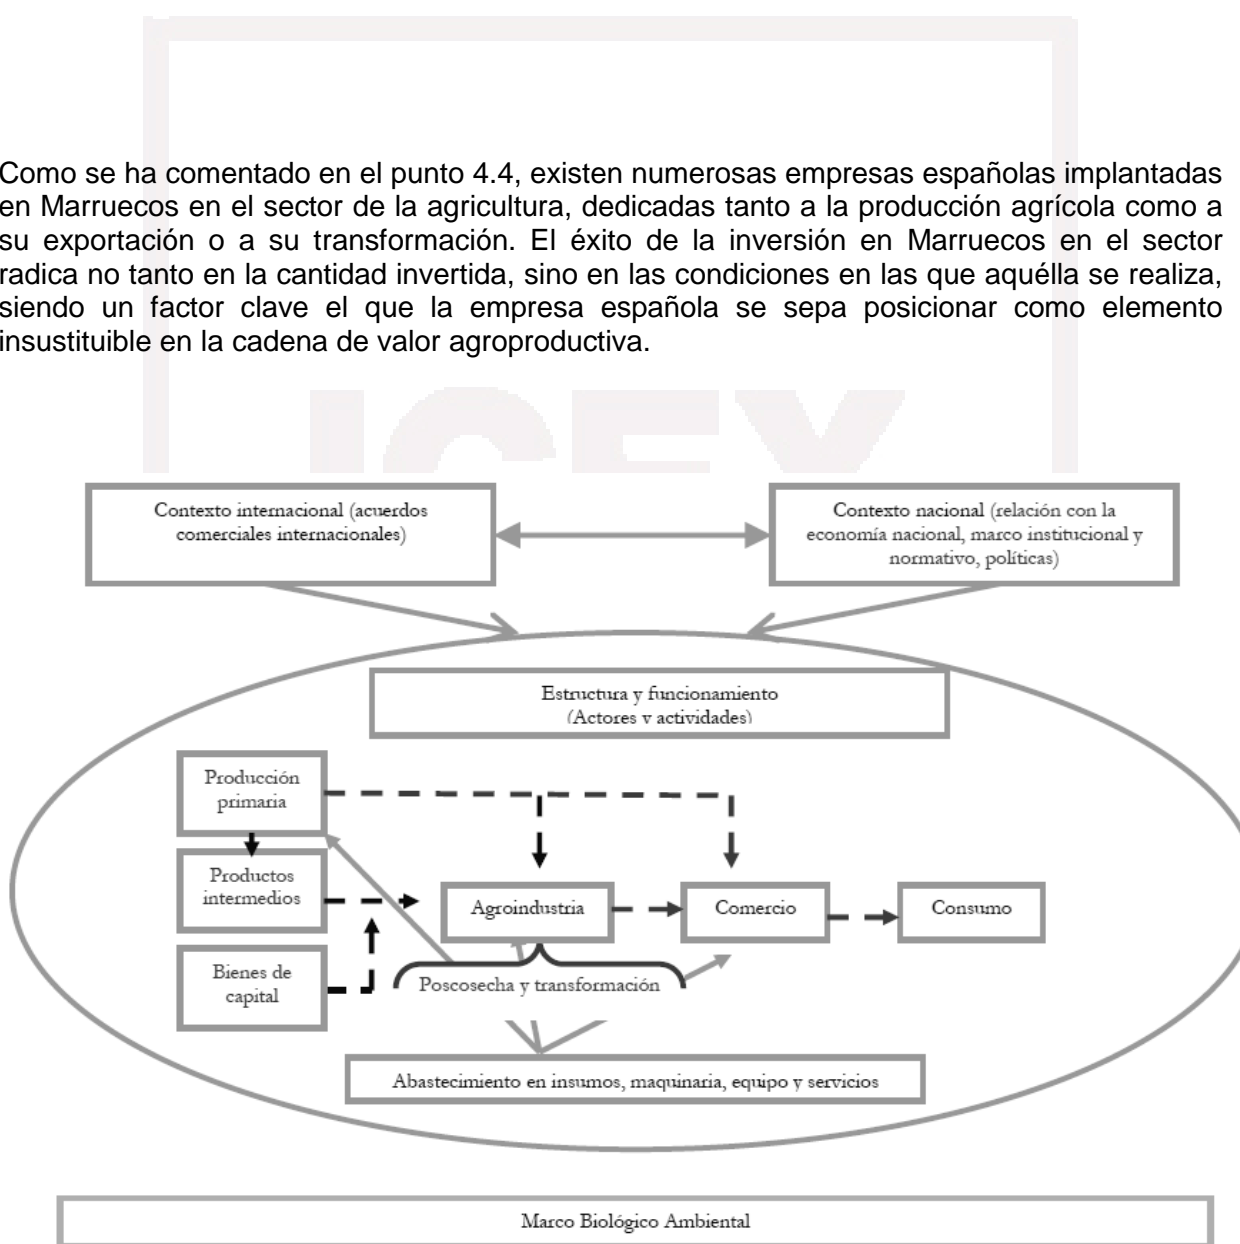 Como se ha comentado en el punto 4.4, existen numerosas empresas españolas implantadas
en Marruecos en el sector de la agricultura, dedicadas tanto a la producción agrícola como a
su exportación o a su transformación. El éxito de la inversión en Marruecos en el sector
radica no tanto en la cantidad invertida, sino en las condiciones en las que aquélla se realiza,
siendo un factor clave el que la empresa española se sepa posicionar como elemento
insustituible en la cadena de valor agroproductiva.
ICEX
Contexto internacional (acuerdos
comerciales internacionales)
Contexto nacional (relación con la
economía nacional, marco institucional y
normativo, políticas)
Estructura y funcionamiento
(Actores y actividades)
Producción
primaria
Productos
intermedios
Agroindustria
Comercio
Consumo
Bienes de
capital
Poscosecha y transformación
Abastecimiento en insumos, maquinaria, equipo y servicios
Marco Biológico Ambiental